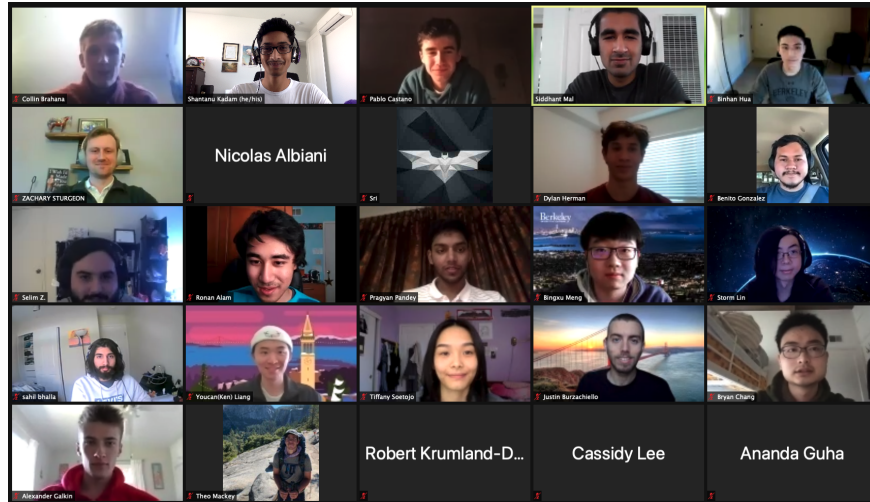 Collin Brahana
Shantanu Kadam (he/his)
Pablo Castano
Siddhant Mal
Binhan Hua
BERKELEY
ZACHARY STURGEON
Nicolas Albiani
Sri
Dylan Herman
Benito Gonzalez
Berkeley
Selim Z.
Ronan Alam
Pragyan Pandey
Bingxu Meng
Storm Lin
sahil bhalla
Youcan(Ken) Liang
Tiffany Soetojo
Justin Burzachiello
Bryan Chang
Alexander Galkin
Theo Mackey
Robert Krumland-D...
Cassidy Lee
Ananda Guha